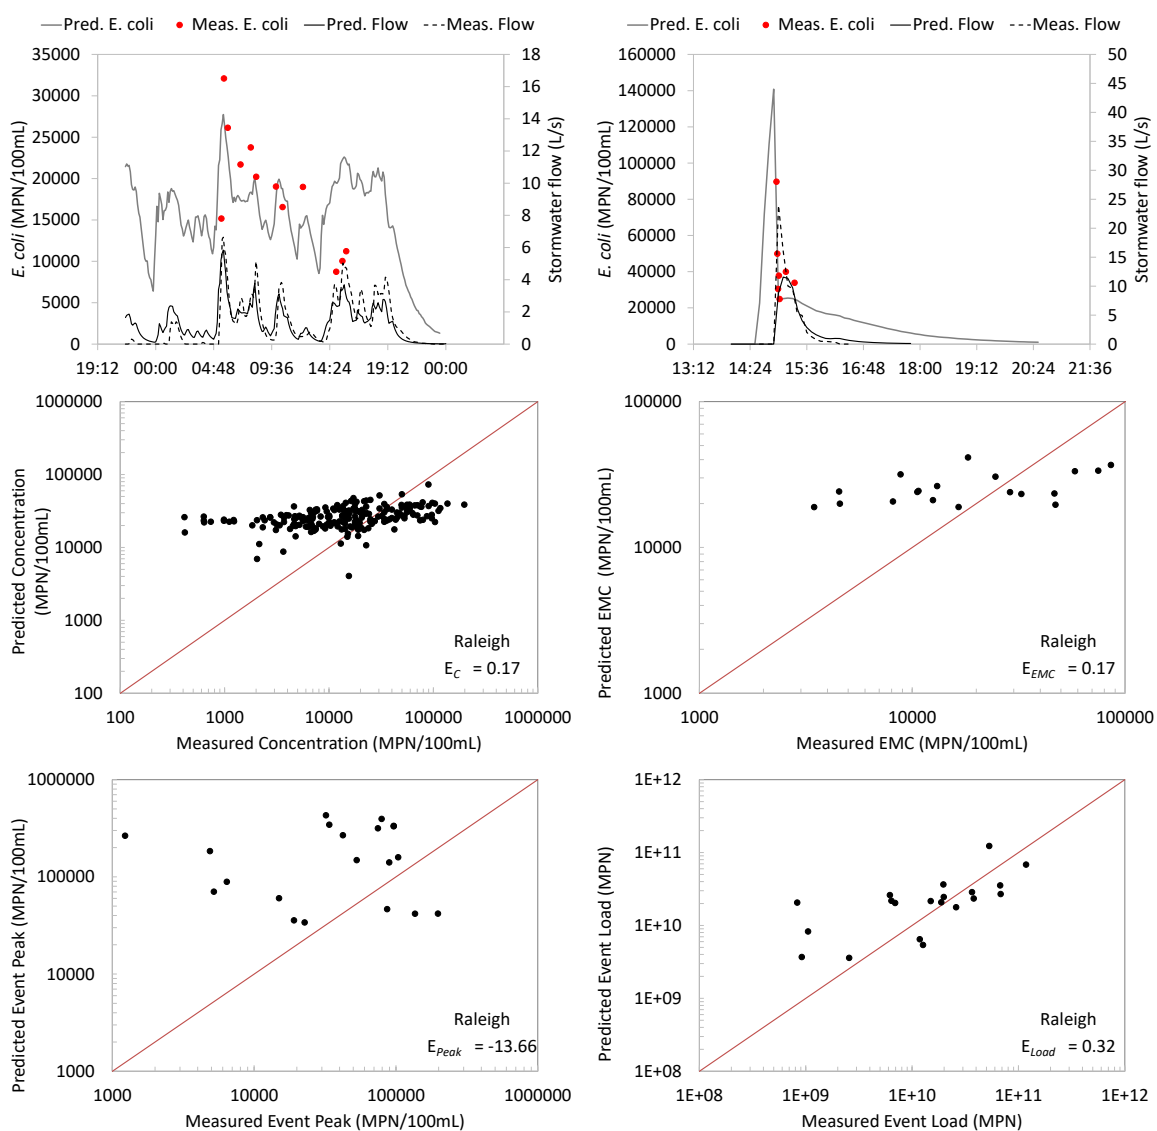 Pred. E. coli Meas. E. coli Pred. Flow Meas. Flow
35000
30000
25000
20000
15000
10000
5000
0
E. coli (MPN/100mL)
18
16
14
12
10
8
6
4
2
0
Stormwater flow (L/s)
19:12 00:00 04:48 09:36 14:24 19:12 00:00
Pred. E. coli Meas. E. coli Pred. Flow Meas. Flow
160000
140000
120000
100000
80000
60000
40000
20000
0
E. coli (MPN/100mL)
50
45
40
35
30
25
20
15
10
5
0
Stormwater flow (L/s)
13:12 14:24 15:36 16:48 18:00 19:12 20:24 21:36
1000000
100000
10000
1000
100
Predicted Concentration
(MPN/100mL)
Raleigh
EC = 0.17
100 1000 10000 100000 1000000
Measured Concentration (MPN/100mL)
100000
10000
1000
Predicted EMC (MPN/100mL)
Raleigh
EEMC = 0.17
1000 10000 100000
Measured EMC (MPN/100mL)
1000000
100000
10000
1000
Predicted Event Peak (MPN/100mL)
Raleigh
EPeak = -13.66
1000 10000 100000 1000000
Measured Event Peak (MPN/100mL)
1E+12
1E+11
1E+10
1E+09
1E+08
Predicted Event Load (MPN)
Raleigh
ELoad = 0.32
1E+08 1E+09 1E+10 1E+11 1E+12
Measured Event Load (MPN)